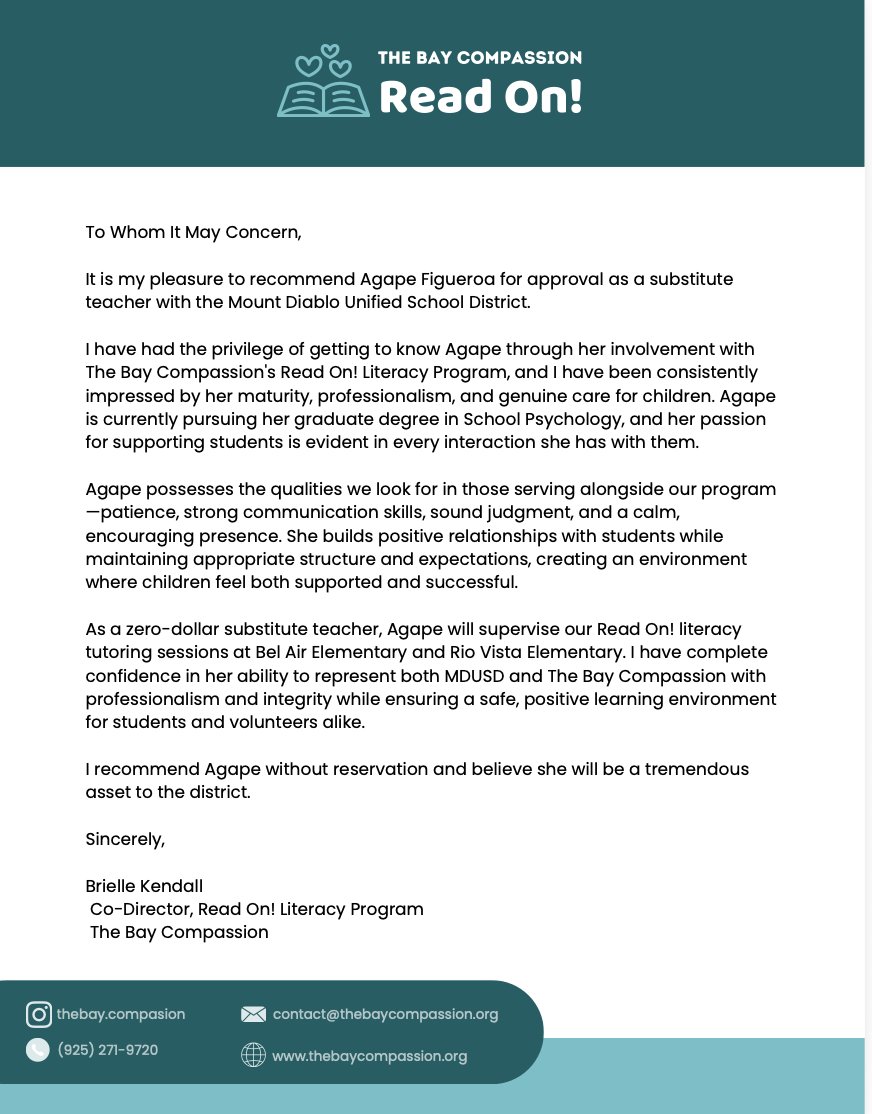 THE BAY COMPASSION
Read On!
To Whom It May Concern,
It is my pleasure to recommend Agape Figueroa for approval as a substitute
teacher with the Mount Diablo Unified School District.
I have had the privilege of getting to know Agape through her involvement with
The Bay Compassion's Read On! Literacy Program, and I have been consistently
impressed by her maturity, professionalism, and genuine care for children. Agape
is currently pursuing her graduate degree in School Psychology, and her passion
for supporting students is evident in every interaction she has with them.
Agape possesses the qualities we look for in those serving alongside our program
—patience, strong communication skills, sound judgment, and a calm,
encouraging presence. She builds positive relationships with students while
maintaining appropriate structure and expectations, creating an environment
where children feel both supported and successful.
As a zero-dollar substitute teacher, Agape will supervise our Read On! literacy
tutoring sessions at Bel Air Elementary and Rio Vista Elementary. I have complete
confidence in her ability to represent both MDUSD and The Bay Compassion with
professionalism and integrity while ensuring a safe, positive learning environment
for students and volunteers alike.
I recommend Agape without reservation and believe she will be a tremendous
asset to the district.
Sincerely,
Brielle Kendall
Co-Director, Read On! Literacy Program
The Bay Compassion
thebay.compasion
contact@thebaycompassion.org
(925) 271-9720
www.thebaycompassion.org